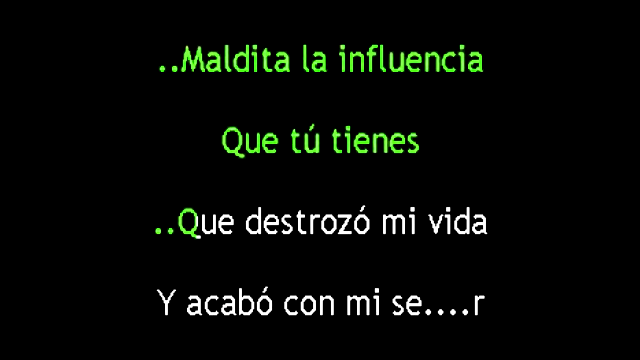 ..Maldita la influencia
Que tú tienes
..Que destrozó mi vida
Y acabó con mi se....r